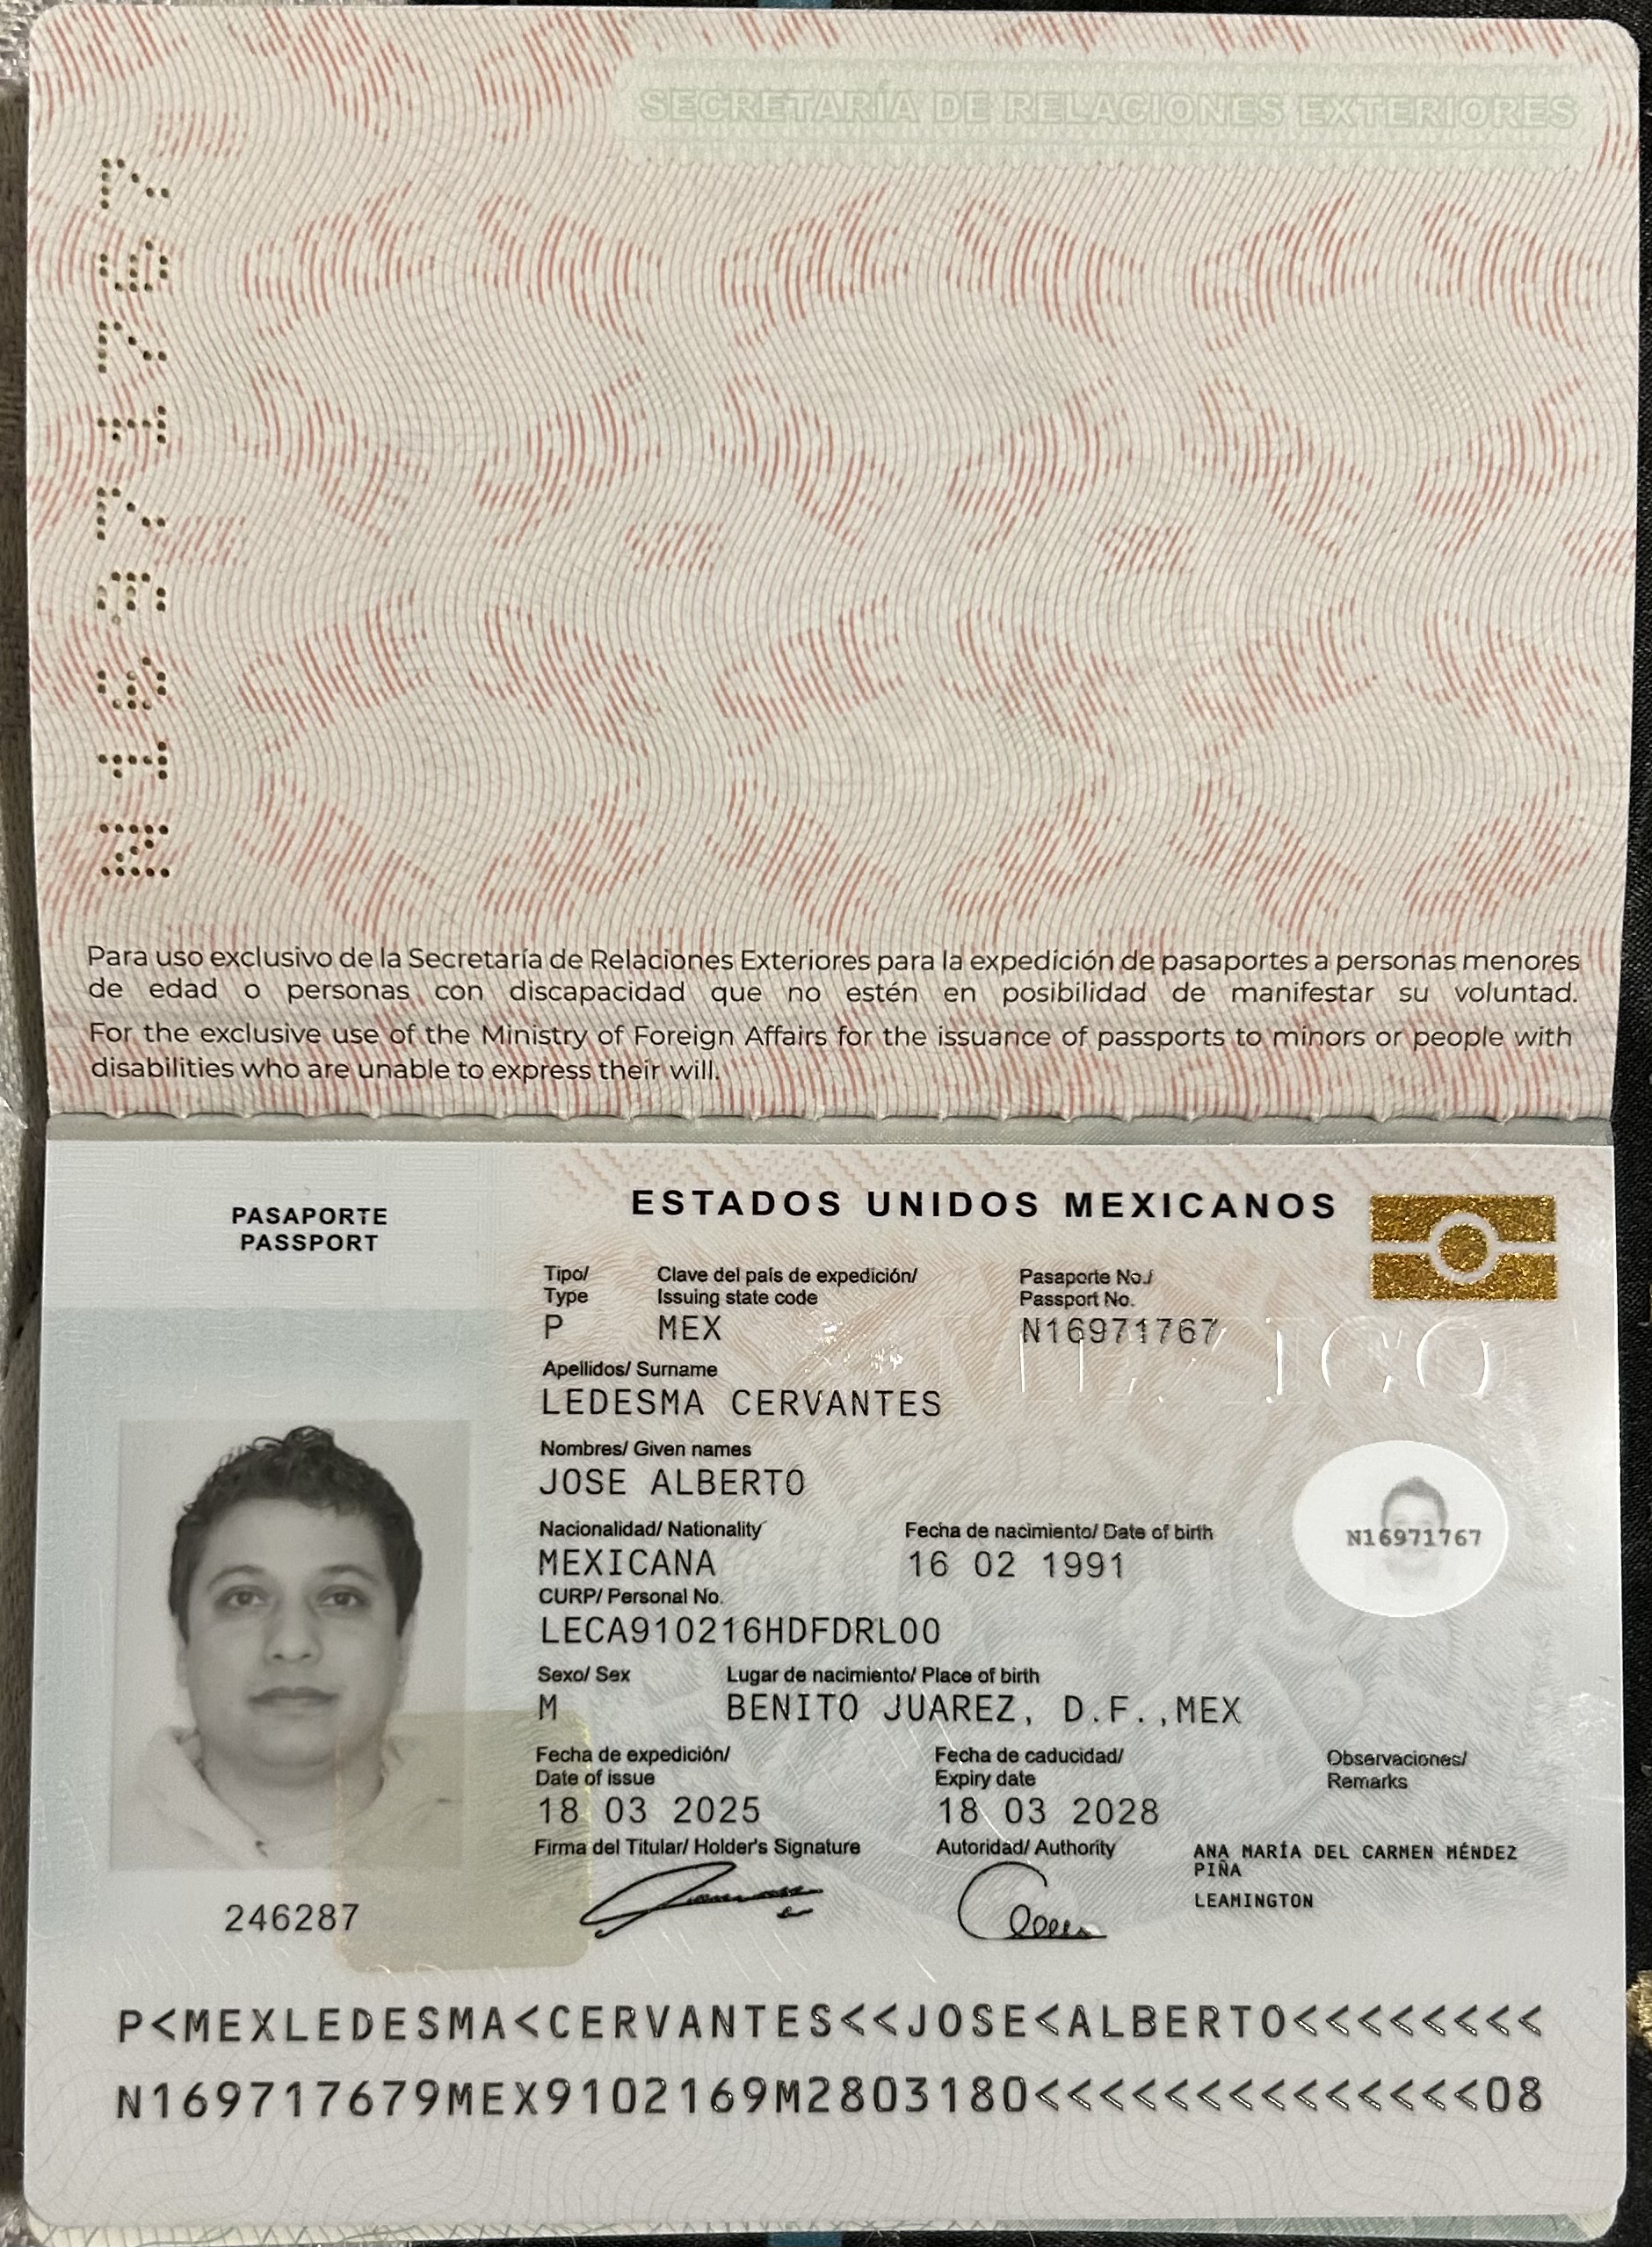 SECRETARÍA DE RELACIONES EXTERIORES
N16971767
Para uso exclusivo de la Secretaría de Relaciones Exteriores para la expedición de pasaportes a personas menores
de edad o personas con discapacidad que no estén en posibilidad de manifestar su voluntad.
For the exclusive use of the Ministry of Foreign Affairs for the issuance of passports to minors or people with
disabilities who are unable to express their will.
PASAPORTE
PASSPORT
ESTADOS UNIDOS MEXICANOS
Tipo/ Clave del país de expedición/ Pasaporte No./
Type Issuing state code Passport No.
P MEX N16971767
MÉXICO
Apellidos/ Surname
LEDESMA CERVANTES
Nombres/ Given names
JOSE ALBERTO
Nacionalidad/ Nationality Fecha de nacimiento/ Date of birth
N16971767
MEXICANA 16 02 1991
CURP/ Personal No.
LECA910216HDFDRL00
Sexo/ Sex Lugar de nacimiento/ Place of birth
M BENITO JUAREZ, D.F.,MEX
Fecha de expedición/ Fecha de caducidad/ Observaciones/
Date of issue Expiry date Remarks
18 03 2025 18 03 2028
Firma del Titular/ Holder's Signature Autoridad/ Authority ANA MARÍA DEL CARMEN MÉNDEZ
PIÑA
LEAMINGTON
246287
P<MEXLEDESMA<CERVANTES<<JOSE<ALBERTO<<<<<<<<
N169717679MEX9102169M2803180<<<<<<<<<<<<<<08